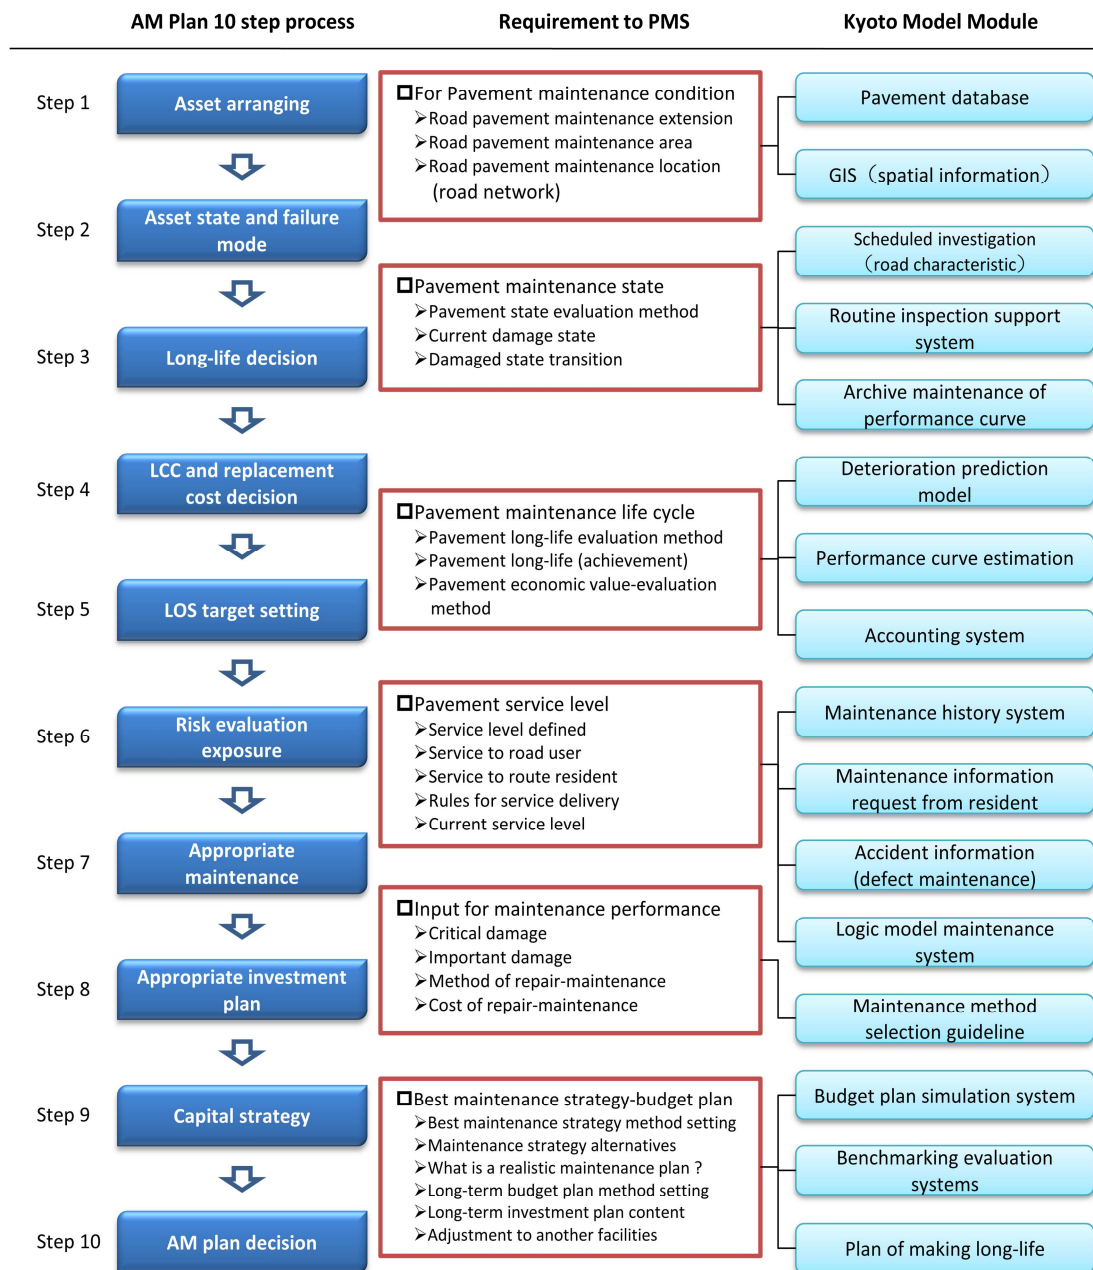 AM Plan 10 step process
Requirement to PMS
Kyoto Model Module
Step 1
Asset arranging
Step 2
Asset state and failure
mode
Step 3
Long-life decision
Step 4
LCC and replacement
cost decision
Step 5
LOS target setting
Step 6
Risk evaluation
exposure
Step 7
Appropriate
maintenance
Step 8
Appropriate investment
plan
Step 9
Capital strategy
Step 10
AM plan decision
❑For Pavement maintenance condition
➢Road pavement maintenance extension
➢Road pavement maintenance area
➢Road pavement maintenance location
(road network)
❑Pavement maintenance state
➢Pavement state evaluation method
➢Current damage state
➢Damaged state transition
❑Pavement maintenance life cycle
➢Pavement long-life evaluation method
➢Pavement long-life (achievement)
➢Pavement economic value-evaluation
method
❑Pavement service level
➢Service level defined
➢Service to road user
➢Service to route resident
➢Rules for service delivery
➢Current service level
❑Input for maintenance performance
➢Critical damage
➢Important damage
➢Method of repair-maintenance
➢Cost of repair-maintenance
❑Best maintenance strategy-budget plan
➢Best maintenance strategy method setting
➢Maintenance strategy alternatives
➢What is a realistic maintenance plan ?
➢Long-term budget plan method setting
➢Long-term investment plan content
➢Adjustment to another facilities
Pavement database
GIS（spatial information）
Scheduled investigation
（road characteristic）
Routine inspection support
system
Archive maintenance of
performance curve
Deterioration prediction
model
Performance curve estimation
Accounting system
Maintenance history system
Maintenance information
request from resident
Accident information
(defect maintenance)
Logic model maintenance
system
Maintenance method
selection guideline
Budget plan simulation system
Benchmarking evaluation
systems
Plan of making long-life